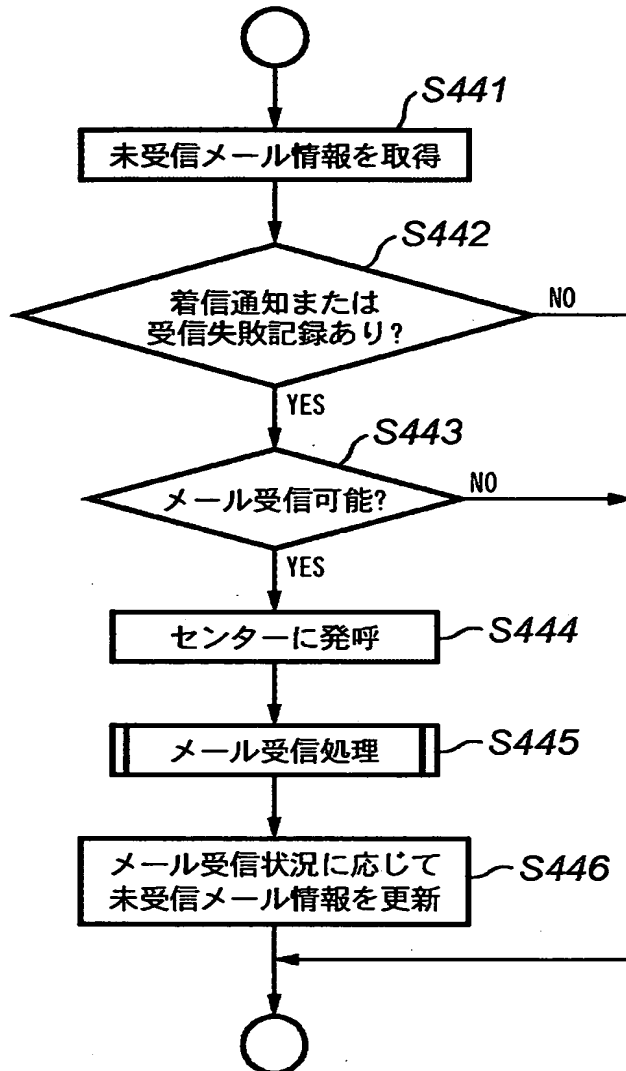 S441
未受信メール情報を取得
S442
着信通知または
受信失敗記録あり?
NO
YES
S443
メール受信可能?
NO
YES
センターに発呼
S444
メール受信処理
S445
メール受信状況に応じて
未受信メール情報を更新
S446